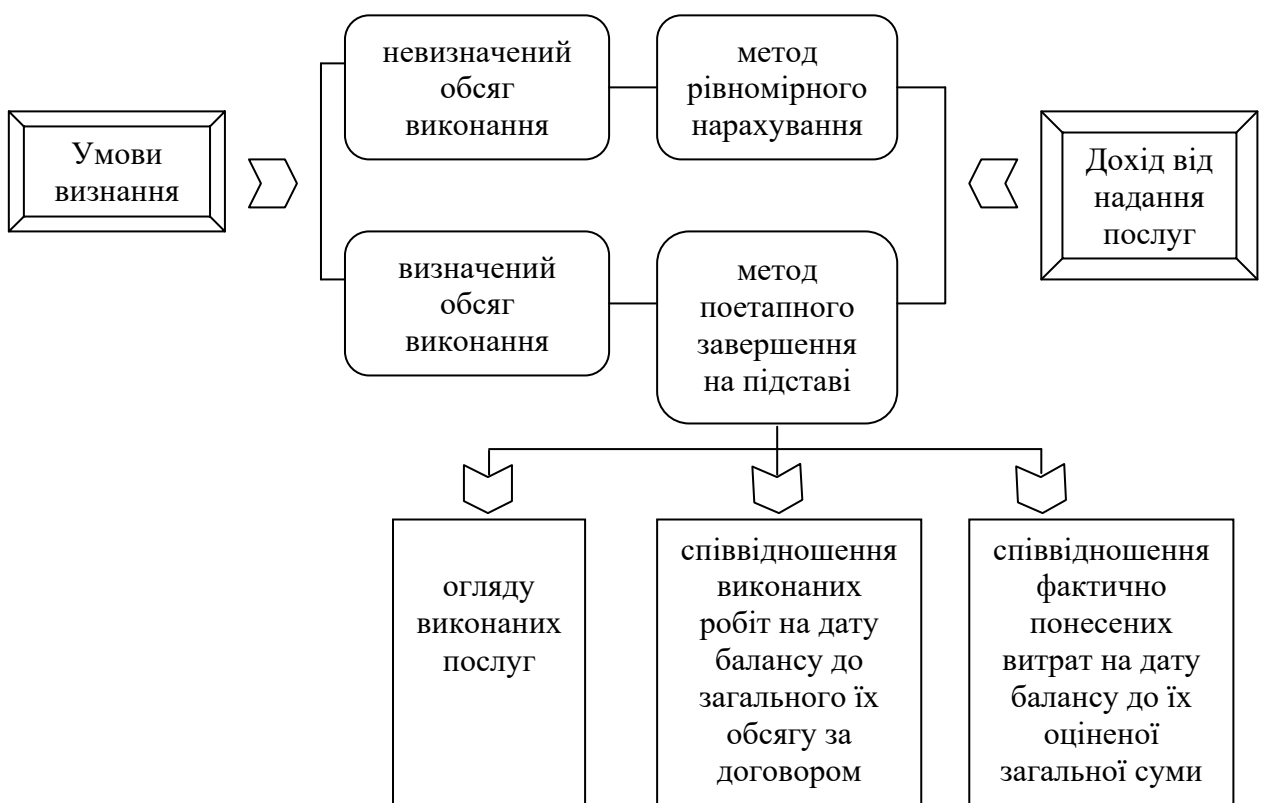 Умови
визнання
невизначений
обсяг
виконання
метод
рівномірного
нарахування
визначений
обсяг
виконання
метод
поетапного
завершення
на підставі
Дохід від
надання
послуг
огляду
виконаних
послуг
співвідношення
виконаних
робіт на дату
балансу до
загального їх
обсягу за
договором
співвідношення
фактично
понесених
витрат на дату
балансу до їх
оціненої
загальної суми